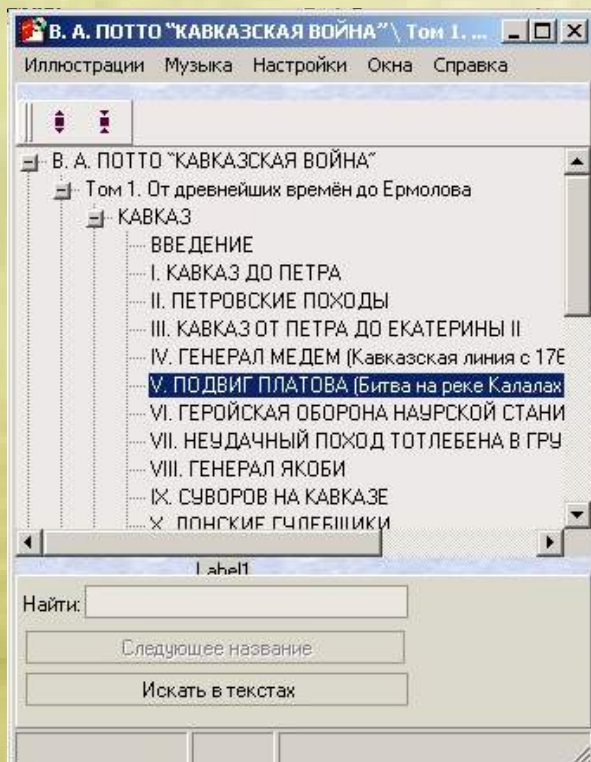 В. А. ПОТТО "КАВКАЗСКАЯ ВОЙНА" \ Том 1. ...
Иллюстрации Музыка Настройки Окна Справка
В. А. ПОТТО "КАВКАЗСКАЯ ВОЙНА"
Том 1. От древнейших времён до Ермолова
КАВКАЗ
ВВЕДЕНИЕ
I. КАВКАЗ ДО ПЕТРА
II. ПЕТРОВСКИЕ ПОХОДЫ
III. КАВКАЗ ОТ ПЕТРА ДО ЕКАТЕРИНЫ II
IV. ГЕНЕРАЛ МЕДЕМ (Кавказская линия с 176
V. ПОДВИГ ПЛАТОВА (Битва на реке Калалах
VI. ГЕРОЙСКАЯ ОБОРОНА НАУРСКОЙ СТАНИ
VII. НЕУДАЧНЫЙ ПОХОД ТОТЛЕБЕНА В ГРУ
VIII. ГЕНЕРАЛ ЯКОБИ
IX. СУВОРОВ НА КАВКАЗЕ
X. ДОНСКИЕ ГУЛЕБЩИКИ
Label1
Найти:
Следующее название
Искать в текстах